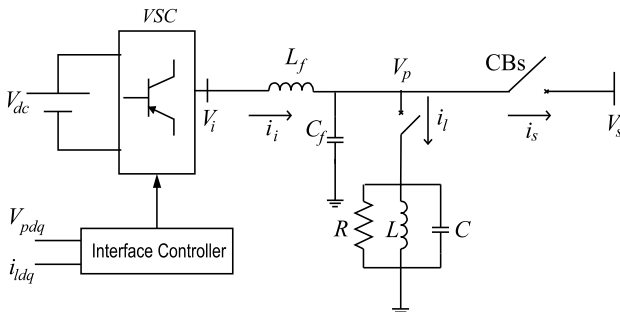 VSC
V_dc
V_i
L_f
i_i
C_f
V_p
i_l
CBs
i_s
V_s
R
L
C
V_pdq
i_ldq
Interface Controller